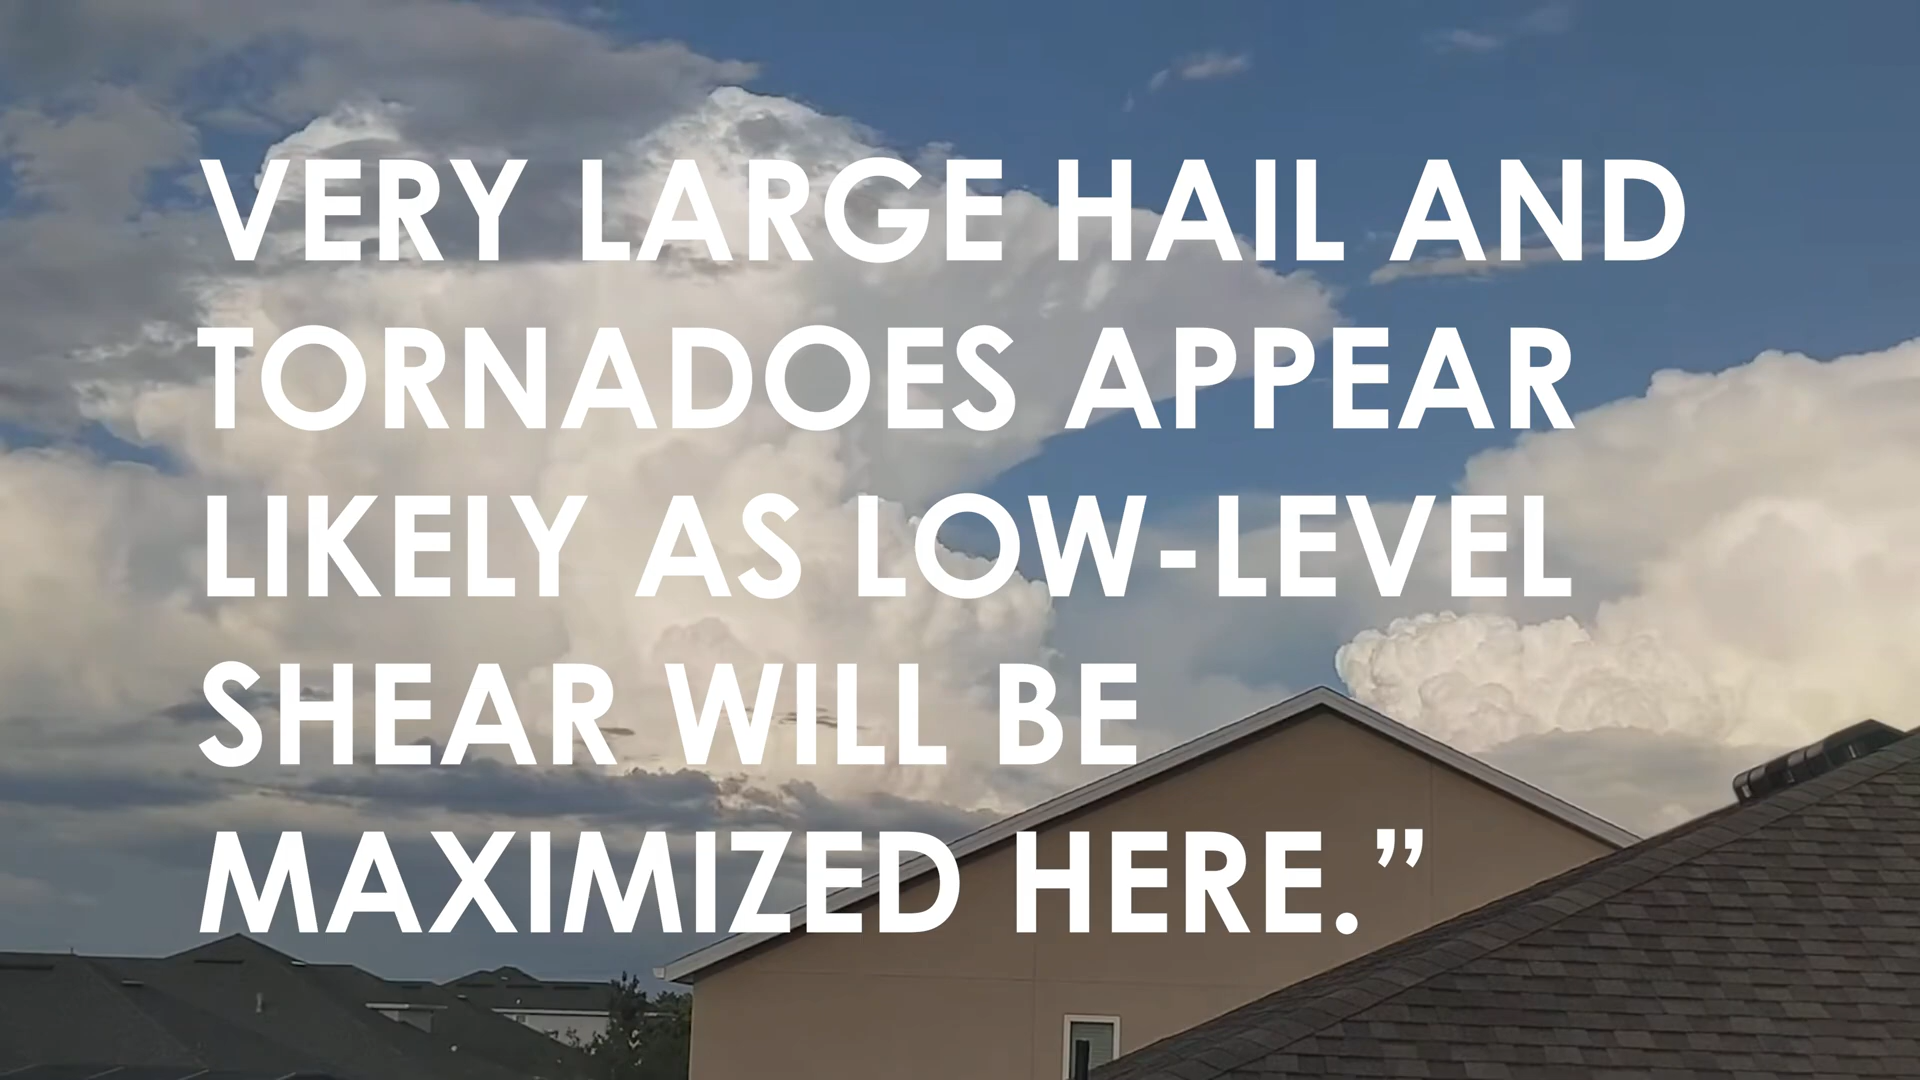 VERY LARGE HAIL AND
TORNADOES APPEAR
LIKELY AS LOW-LEVEL
SHEAR WILL BE
MAXIMIZED HERE.”